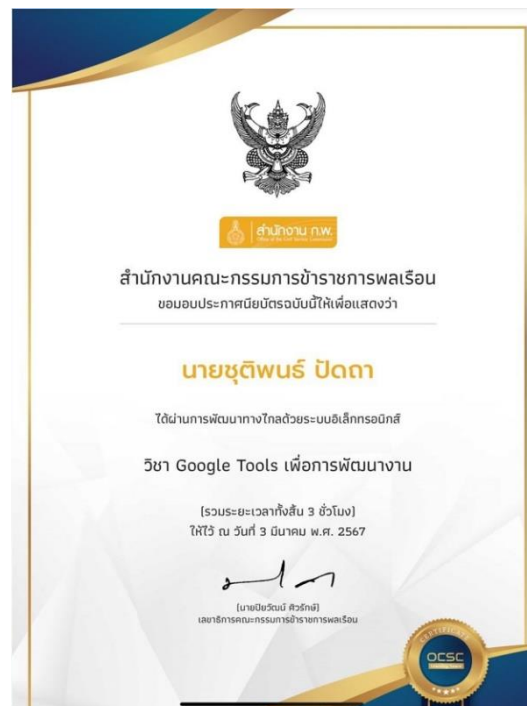 สำนักงาน ก.พ.
Office of the Civil Service Commission
สำนักงานคณะกรรมการข้าราชการพลเรือน
ขอมอบประกาศนียบัตรฉบับนี้ให้เพื่อแสดงว่า
นายชุติพนธ์ ปัดถา
ได้ผ่านการพัฒนาทางไกลด้วยระบบอิเล็กทรอนิกส์
วิชา Google Tools เพื่อการพัฒนางาน
(รวมระยะเวลาทั้งสิ้น 3 ชั่วโมง)
ให้ไว้ ณ วันที่ 3 มีนาคม พ.ศ. 2567
(นายปิยวัฒน์ ศิวรักษ์)
เลขาธิการคณะกรรมการข้าราชการพลเรือน
CERTIFICATE
OCSC